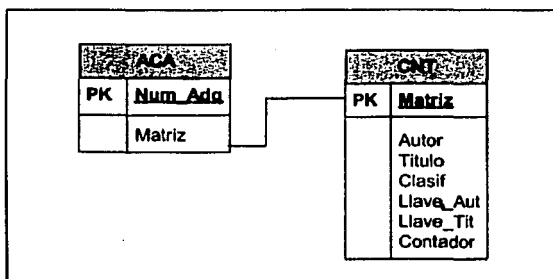 ACA
PK Num_Adq
Matriz
CNT
PK Matriz
Autor
Titulo
Clasif
Llave_Aut
Llave_Tit
Contador